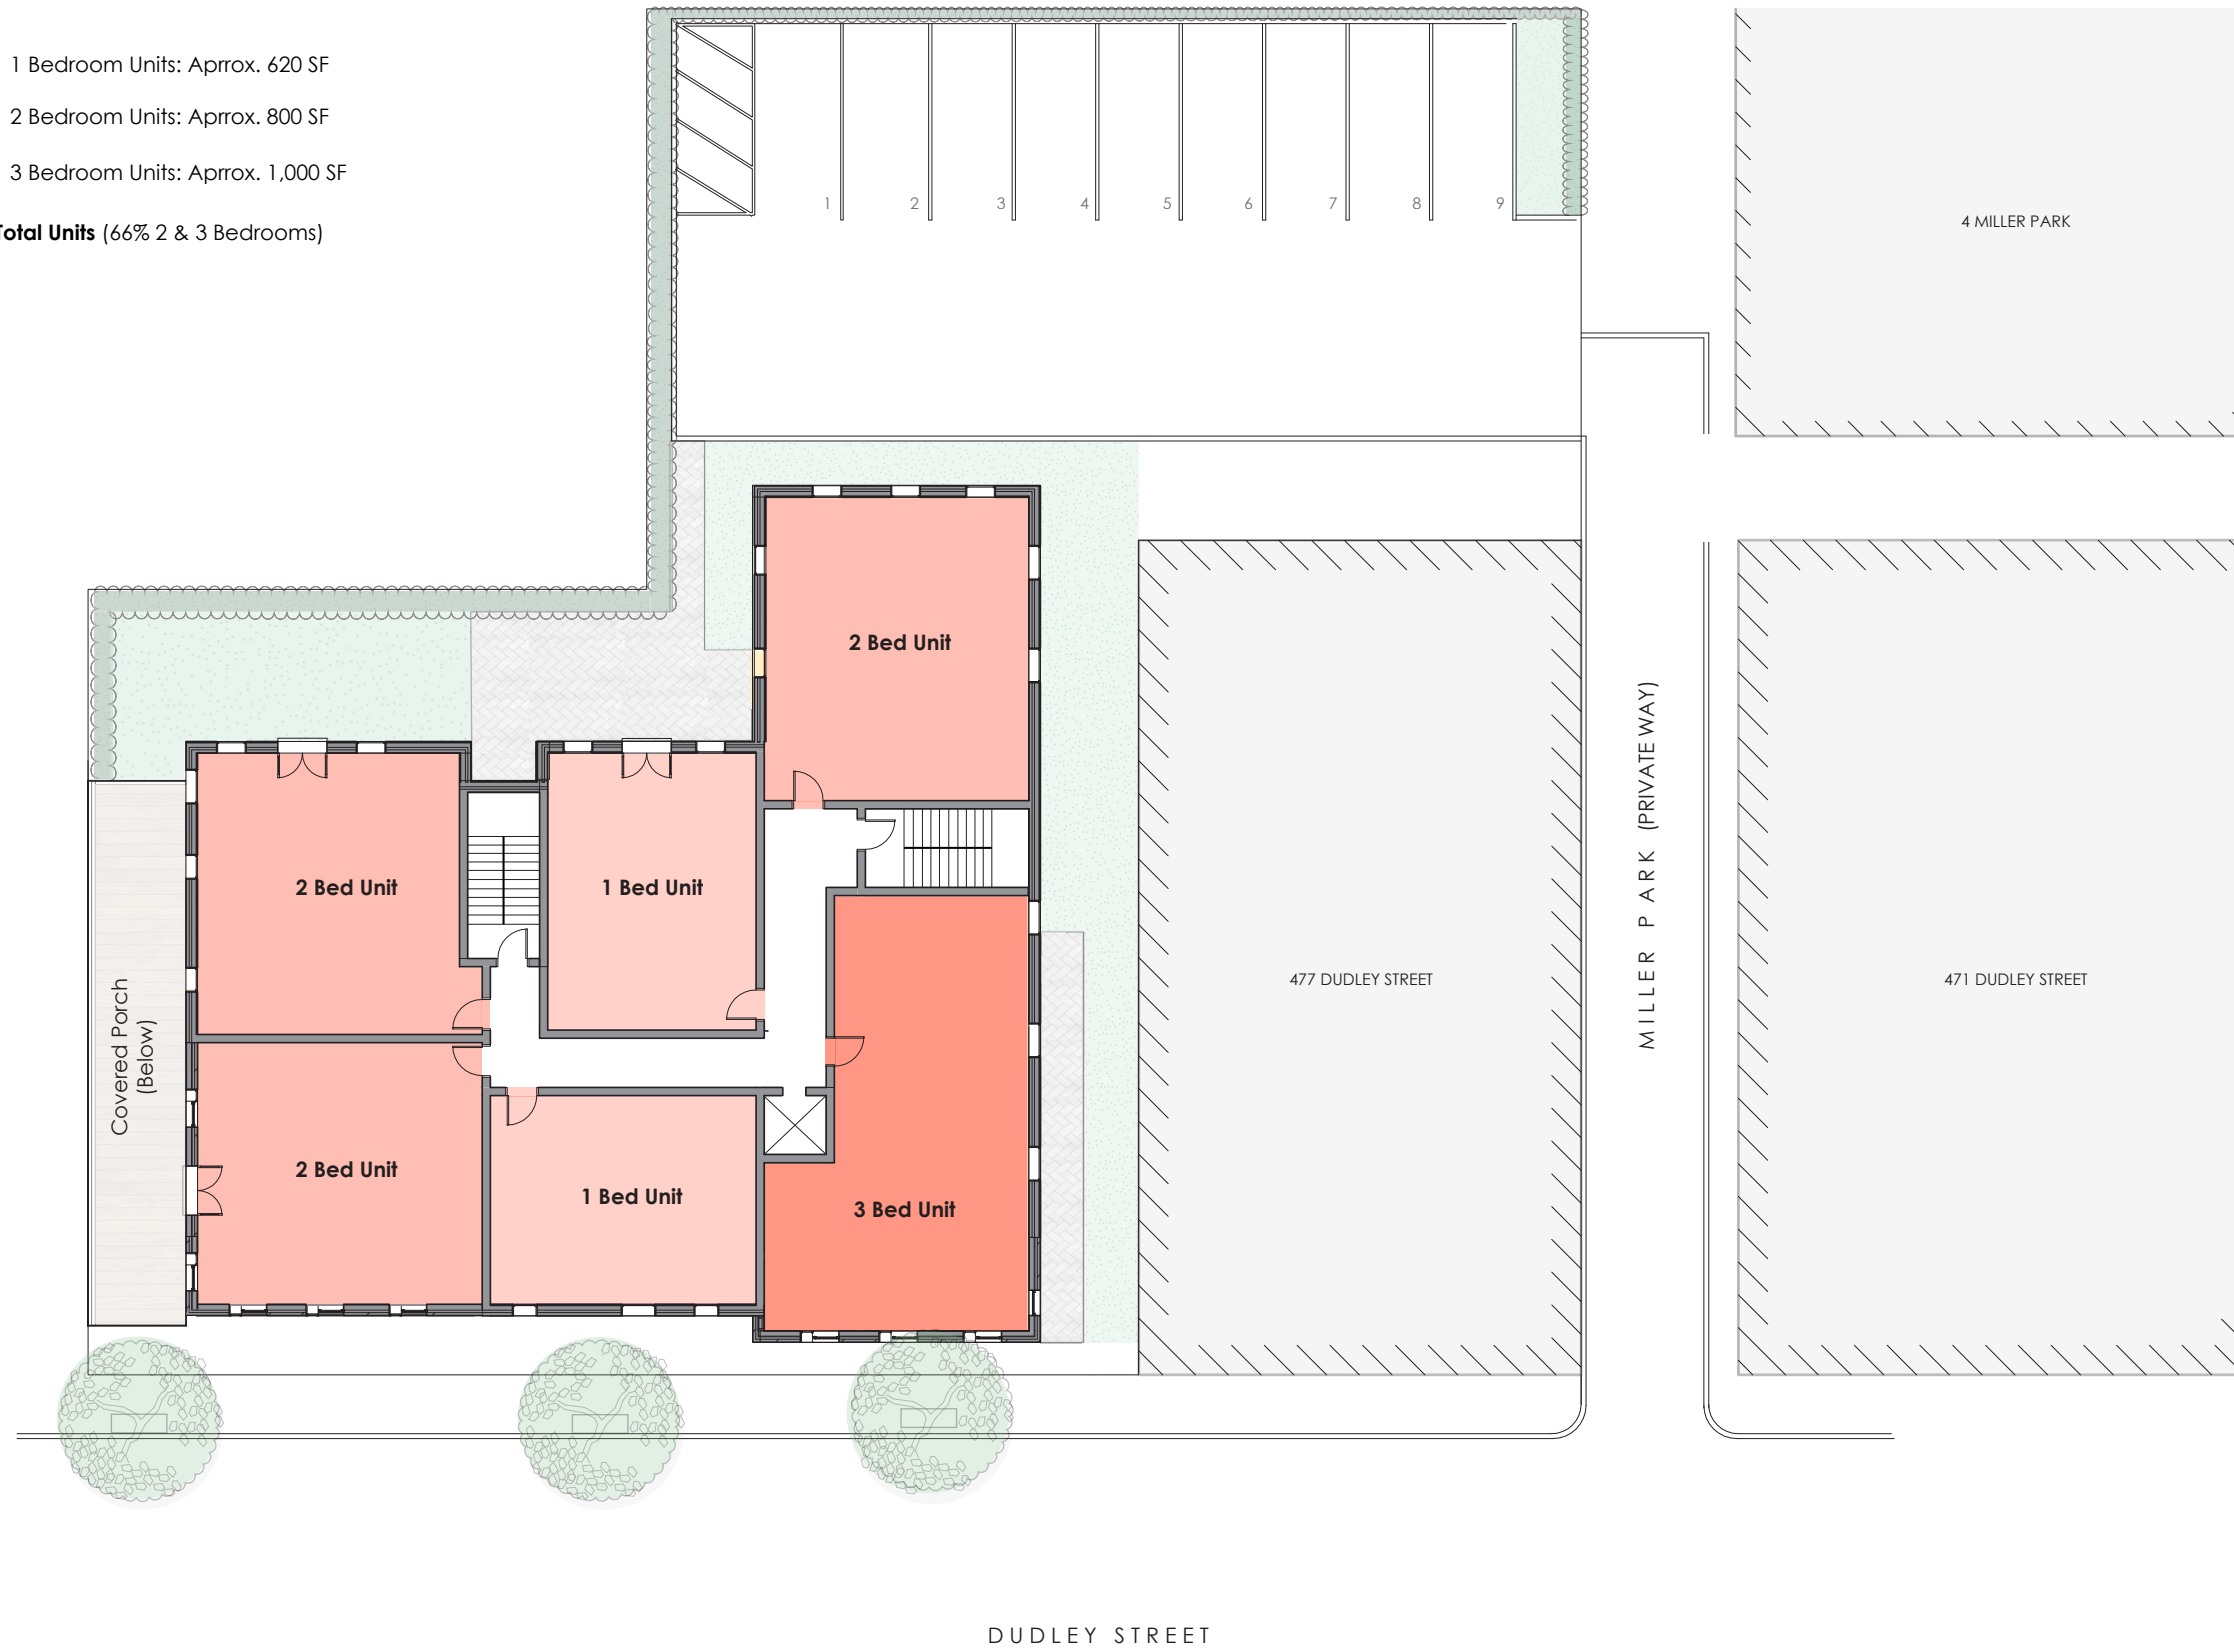 1 Bedroom Units: Aprrox. 620 SF
2 Bedroom Units: Aprrox. 800 SF
3 Bedroom Units: Aprrox. 1,000 SF
Total Units (66% 2 & 3 Bedrooms)
1 2 3 4 5 6 7 8 9
4 MILLER PARK
2 Bed Unit
2 Bed Unit
1 Bed Unit
MILLER PARK (PRIVATE WAY)
477 DUDLEY STREET
471 DUDLEY STREET
Covered Porch
(Below)
2 Bed Unit
1 Bed Unit
3 Bed Unit
DUDLEY STREET